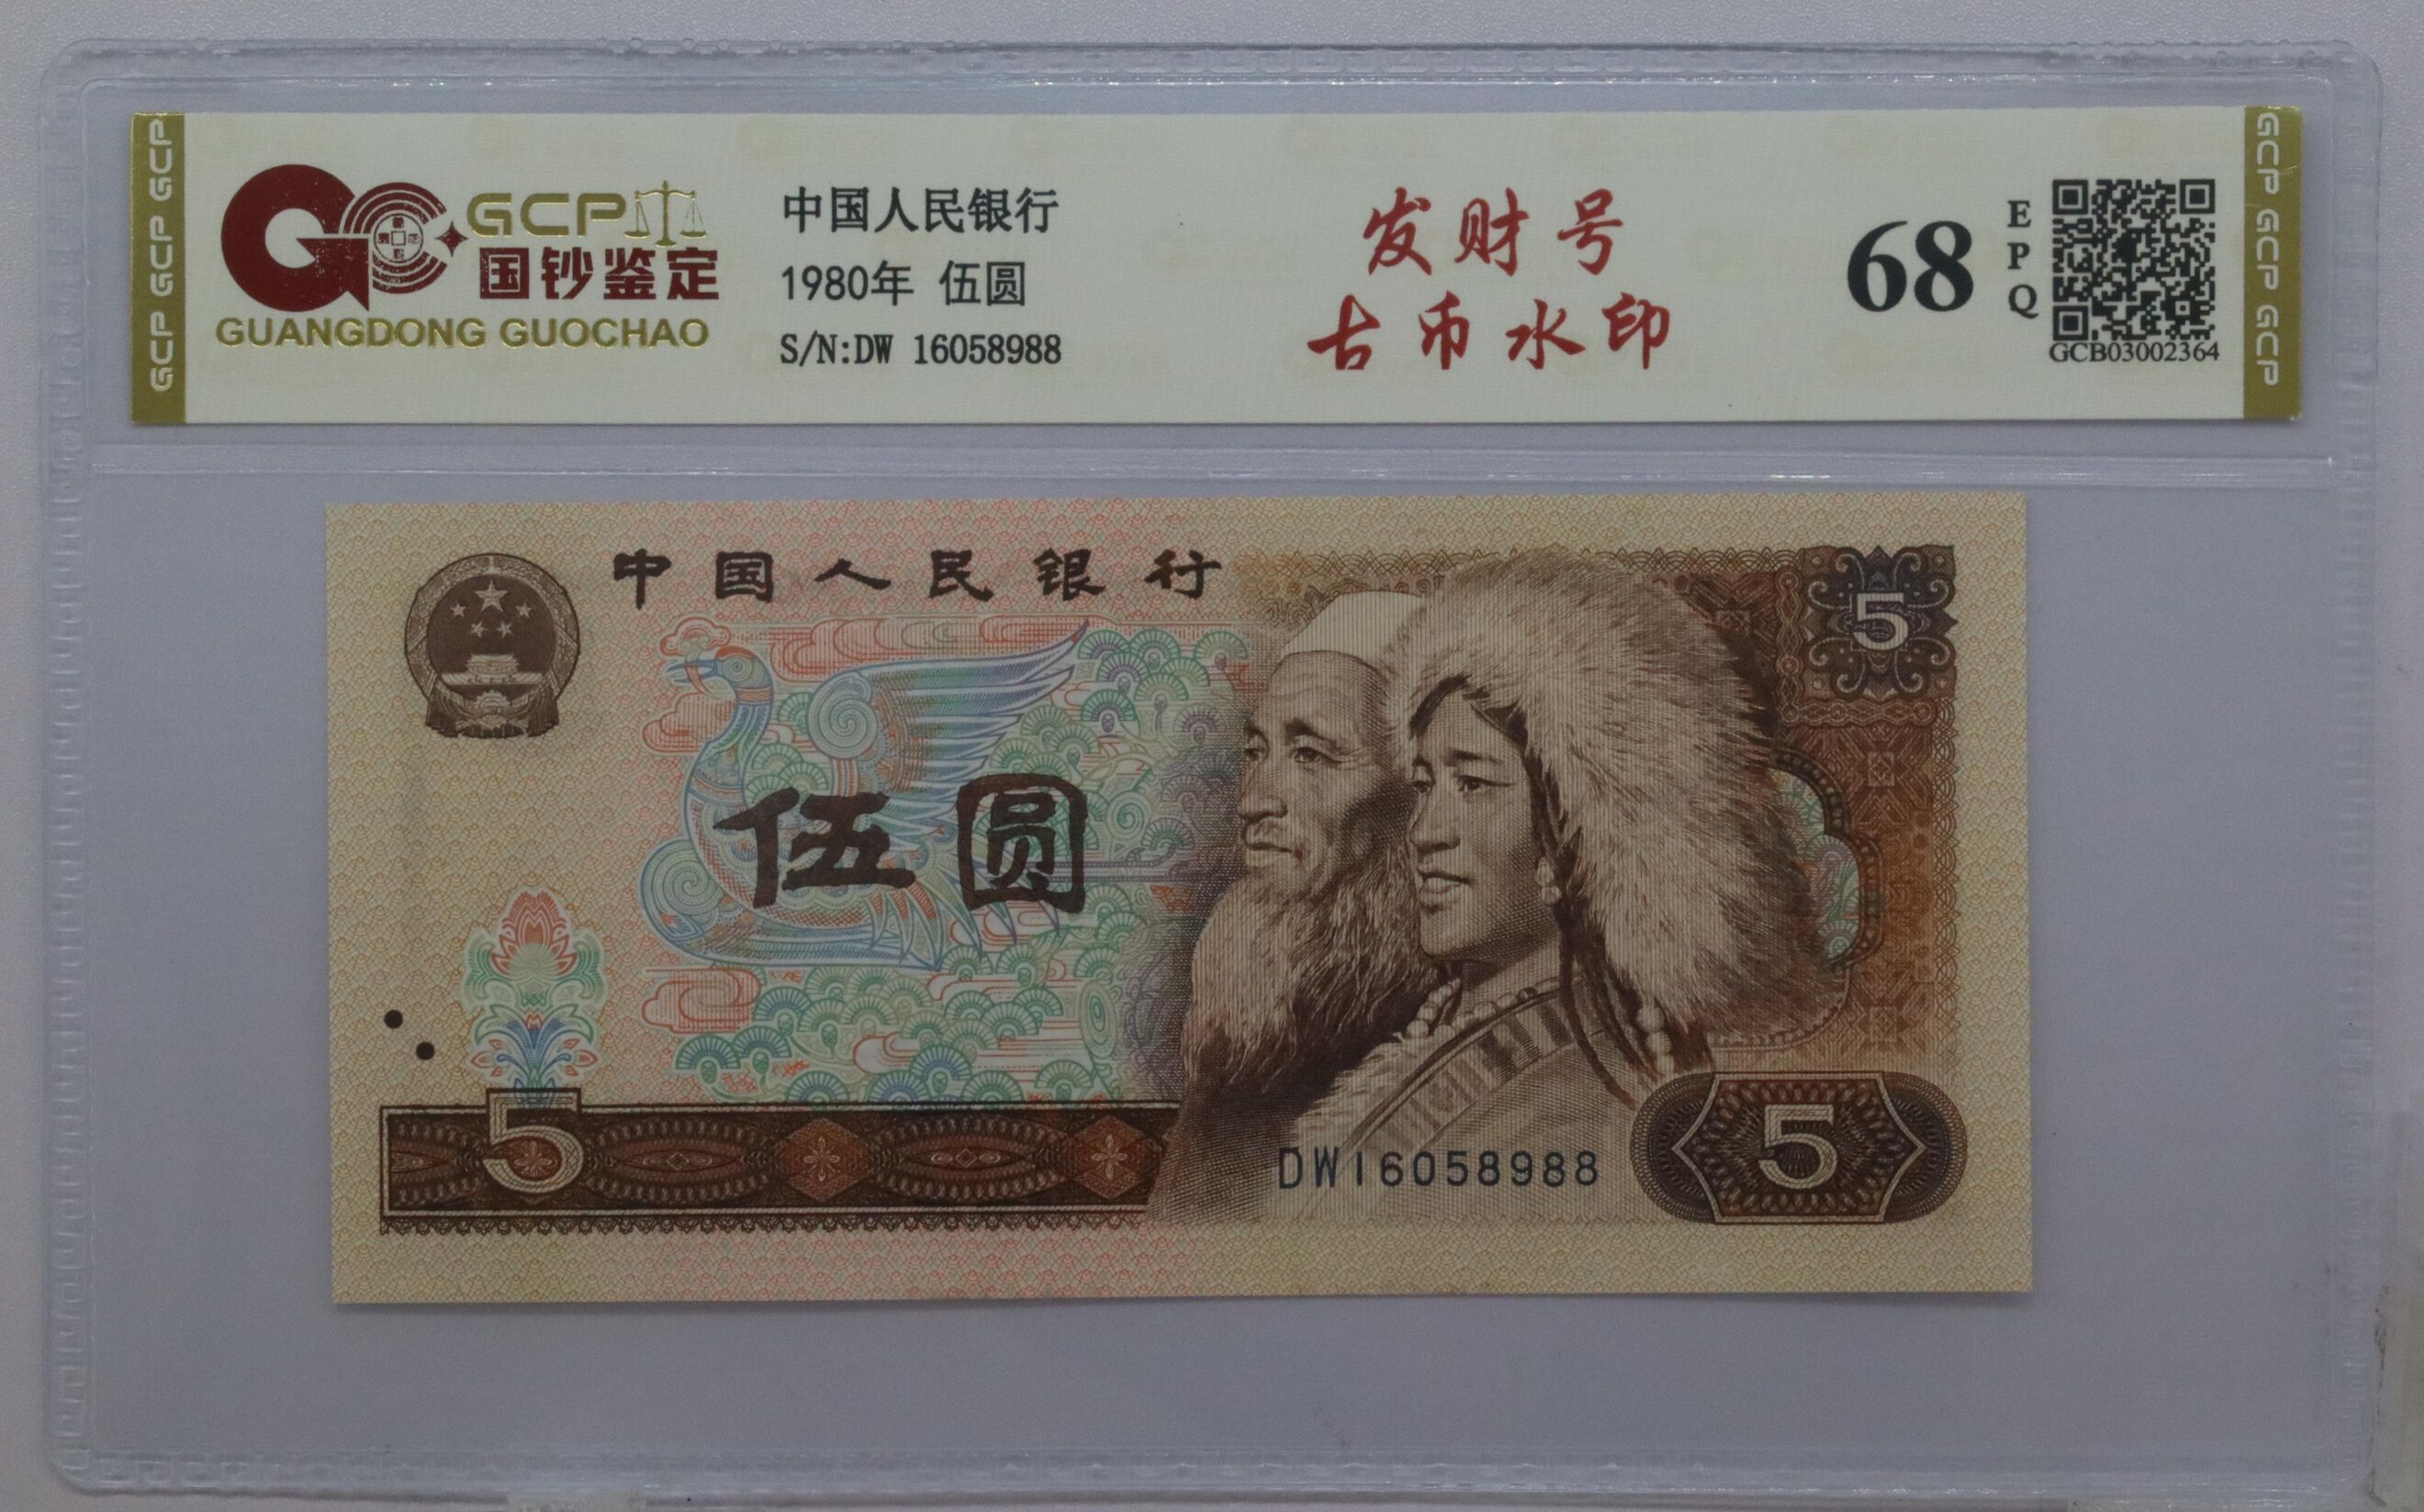 GCP GCP GCP
GCP
国钞鉴定
GUANGDONG GUOCHAO
中国人民银行
1980年 伍圆
S/N:DW 16058988
发财号
古币水印
68
EPQ
GCB03002364
GCP GCP GCP
中国人民银行
5
伍圆
5
DW16058988
5